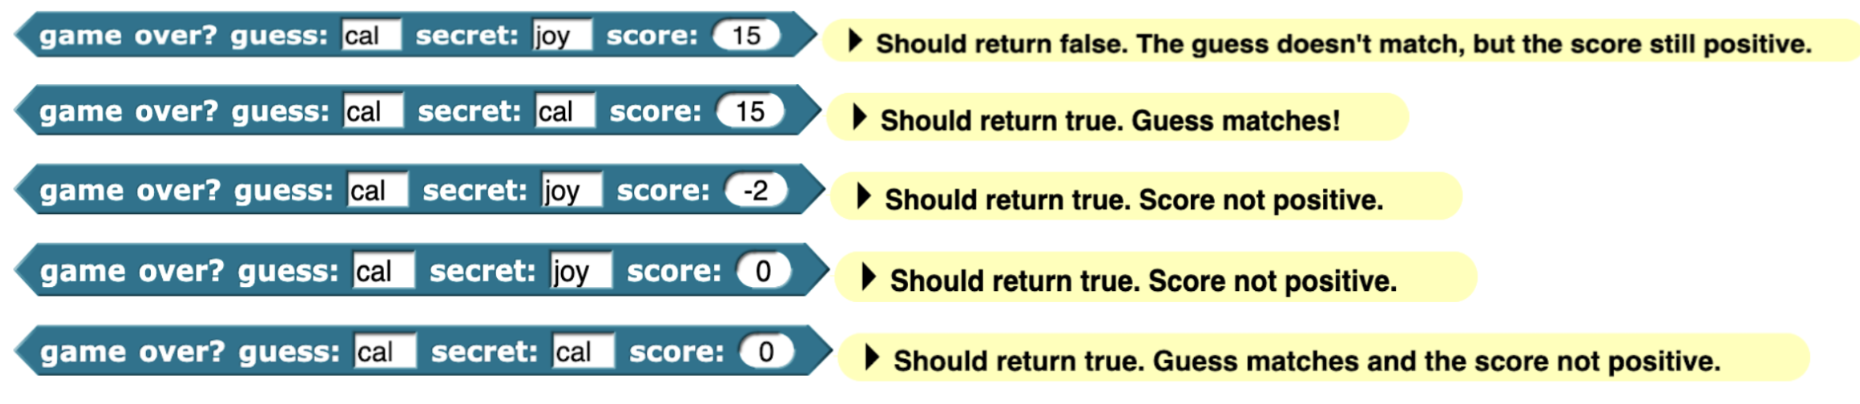 game over? guess: cal secret: joy score: 15 Should return false. The guess doesn't match, but the score still positive.
game over? guess: cal secret: cal score: 15 Should return true. Guess matches!
game over? guess: cal secret: joy score: -2 Should return true. Score not positive.
game over? guess: cal secret: joy score: 0 Should return true. Score not positive.
game over? guess: cal secret: cal score: 0 Should return true. Guess matches and the score not positive.